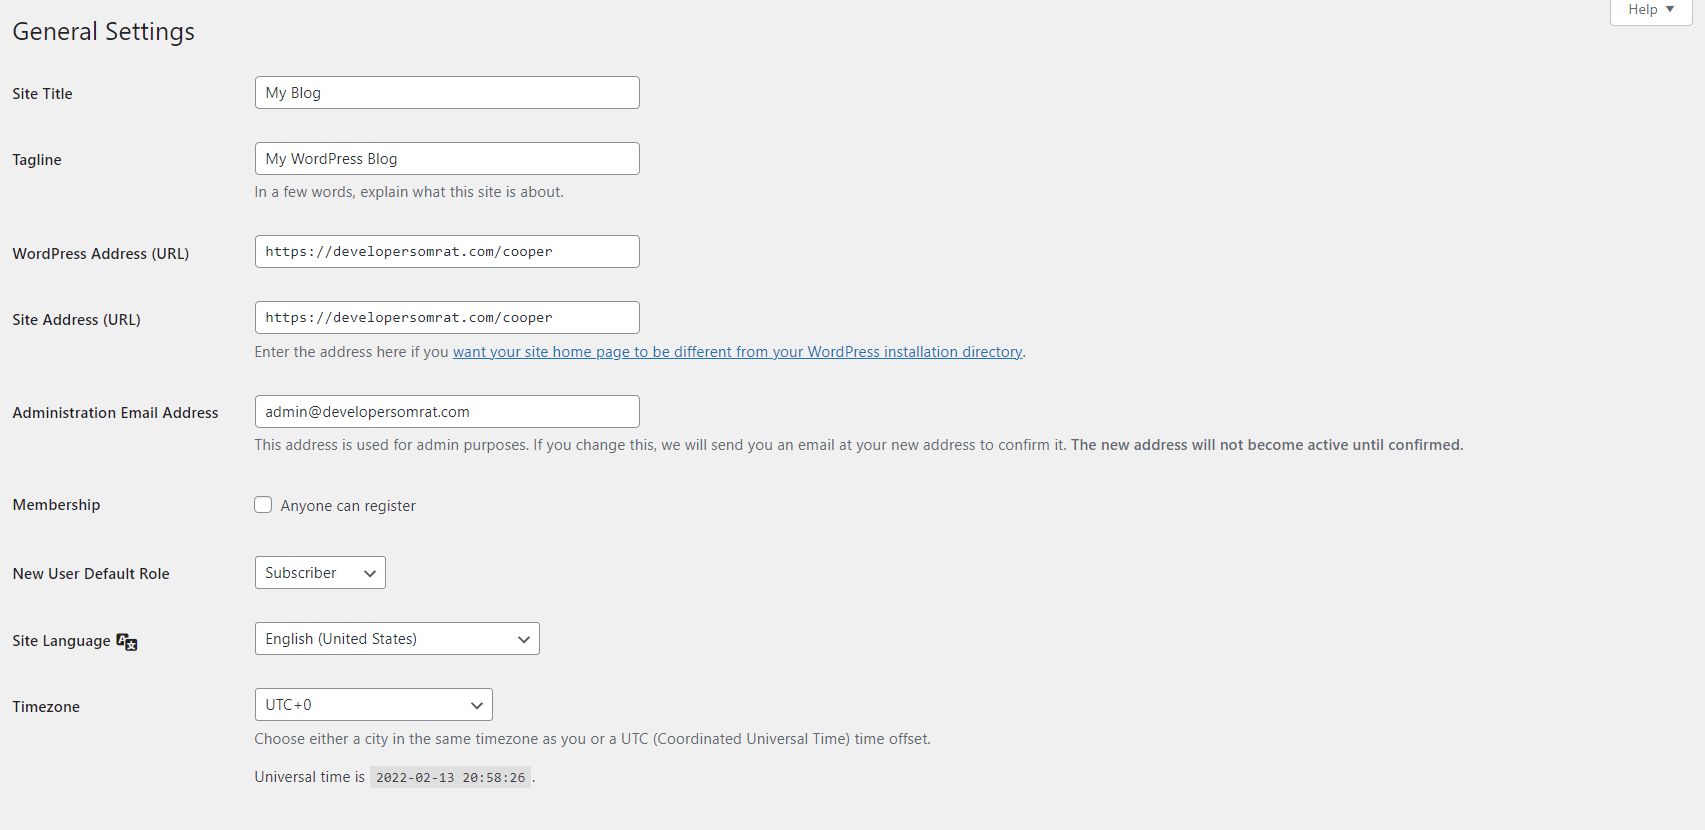 Help ▼
General Settings
Site Title
My Blog
Tagline
My WordPress Blog
In a few words, explain what this site is about.
WordPress Address (URL)
https://developersomrat.com/cooper
Site Address (URL)
https://developersomrat.com/cooper
Enter the address here if you want your site home page to be different from your WordPress installation directory.
Administration Email Address
admin@developersomrat.com
This address is used for admin purposes. If you change this, we will send you an email at your new address to confirm it. The new address will not become active until confirmed.
Membership
Anyone can register
New User Default Role
Subscriber
Site Language
English (United States)
Timezone
UTC+0
Choose either a city in the same timezone as you or a UTC (Coordinated Universal Time) time offset.
Universal time is 2022-02-13 20:58:26 .